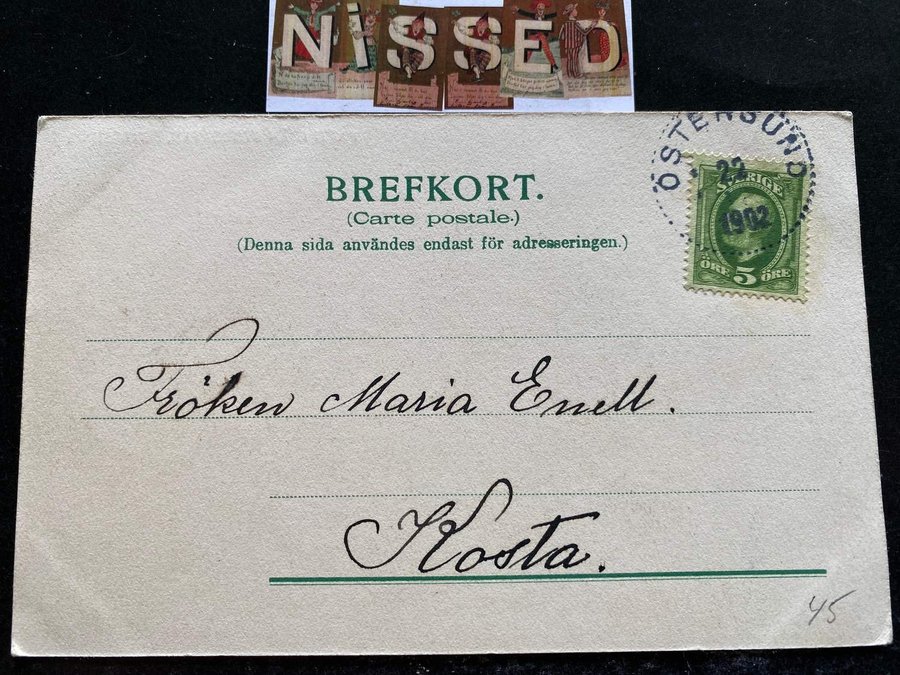 NiSSED
BREFKORT.
(Carte postale.)
(Denna sida användes endast för adresseringen.)
ÖSTERSUND
22
1902
SVERIGE
ÖRE 5 ÖRE
Fröken Maria Enell.
Kosta.
45